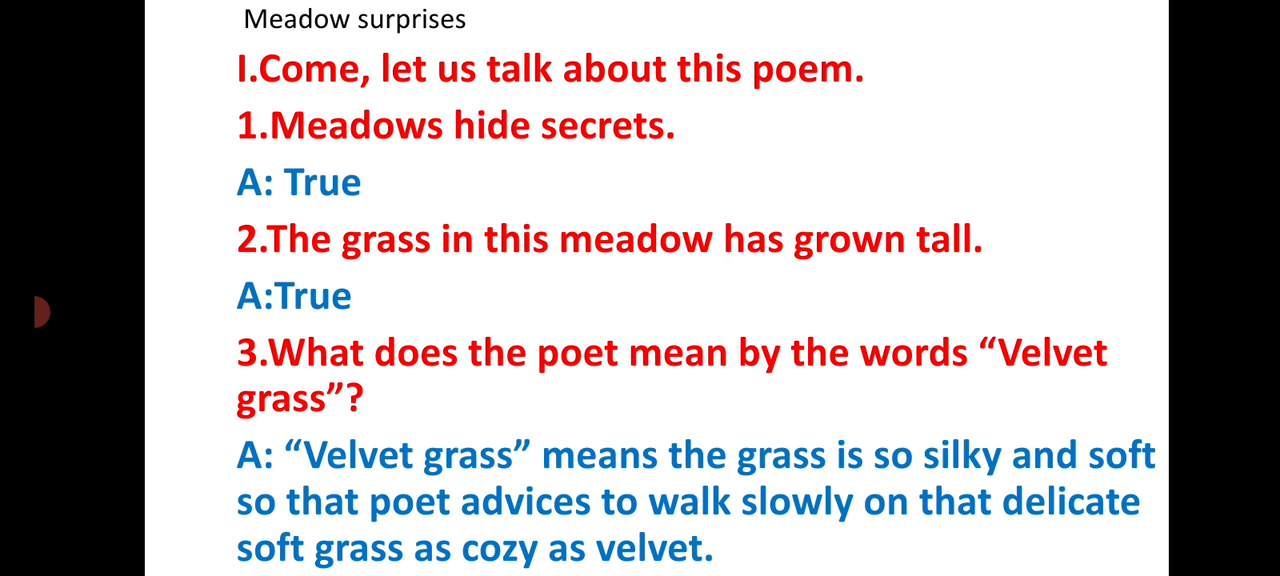 Meadow surprises
I.Come, let us talk about this poem.
1.Meadows hide secrets.
A: True
2.The grass in this meadow has grown tall.
A:True
3.What does the poet mean by the words “Velvet
grass”?
A: “Velvet grass” means the grass is so silky and soft
so that poet advices to walk slowly on that delicate
soft grass as cozy as velvet.